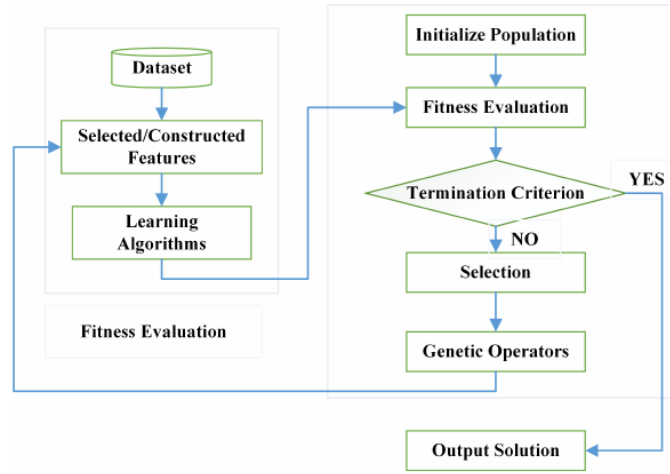 Dataset
Selected/Constructed
Features
Learning
Algorithms
Fitness Evaluation
Initialize Population
Fitness Evaluation
Termination Criterion
YES
NO
Selection
Genetic Operators
Output Solution